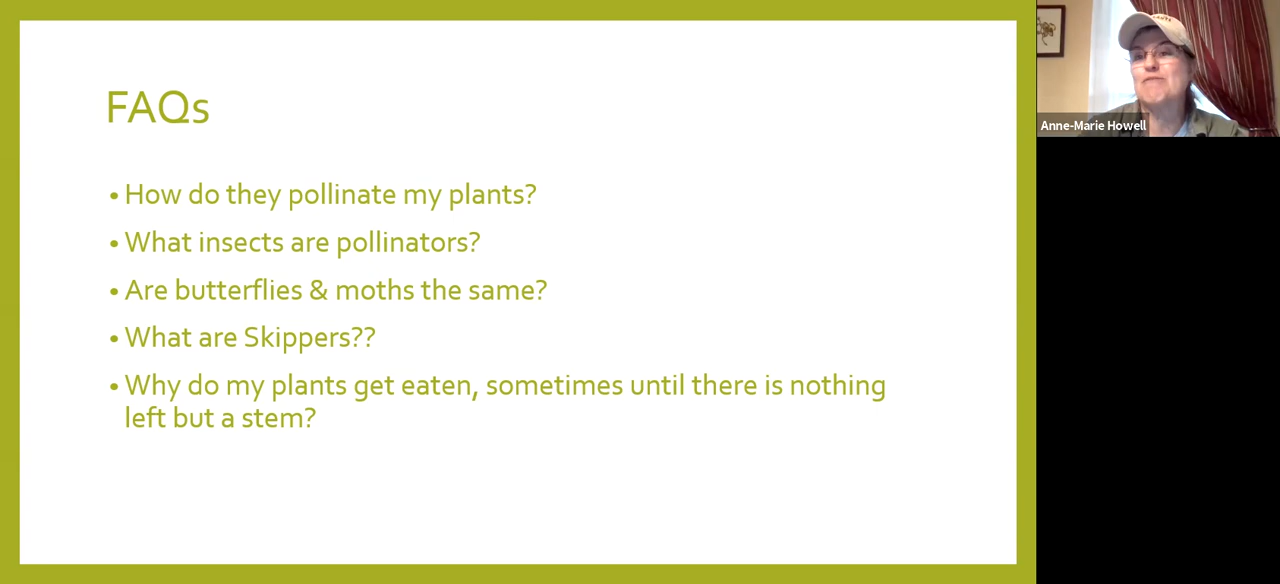 FAQs
• How do they pollinate my plants?
• What insects are pollinators?
• Are butterflies & moths the same?
• What are Skippers??
• Why do my plants get eaten, sometimes until there is nothing
left but a stem?
Anne-Marie Howell